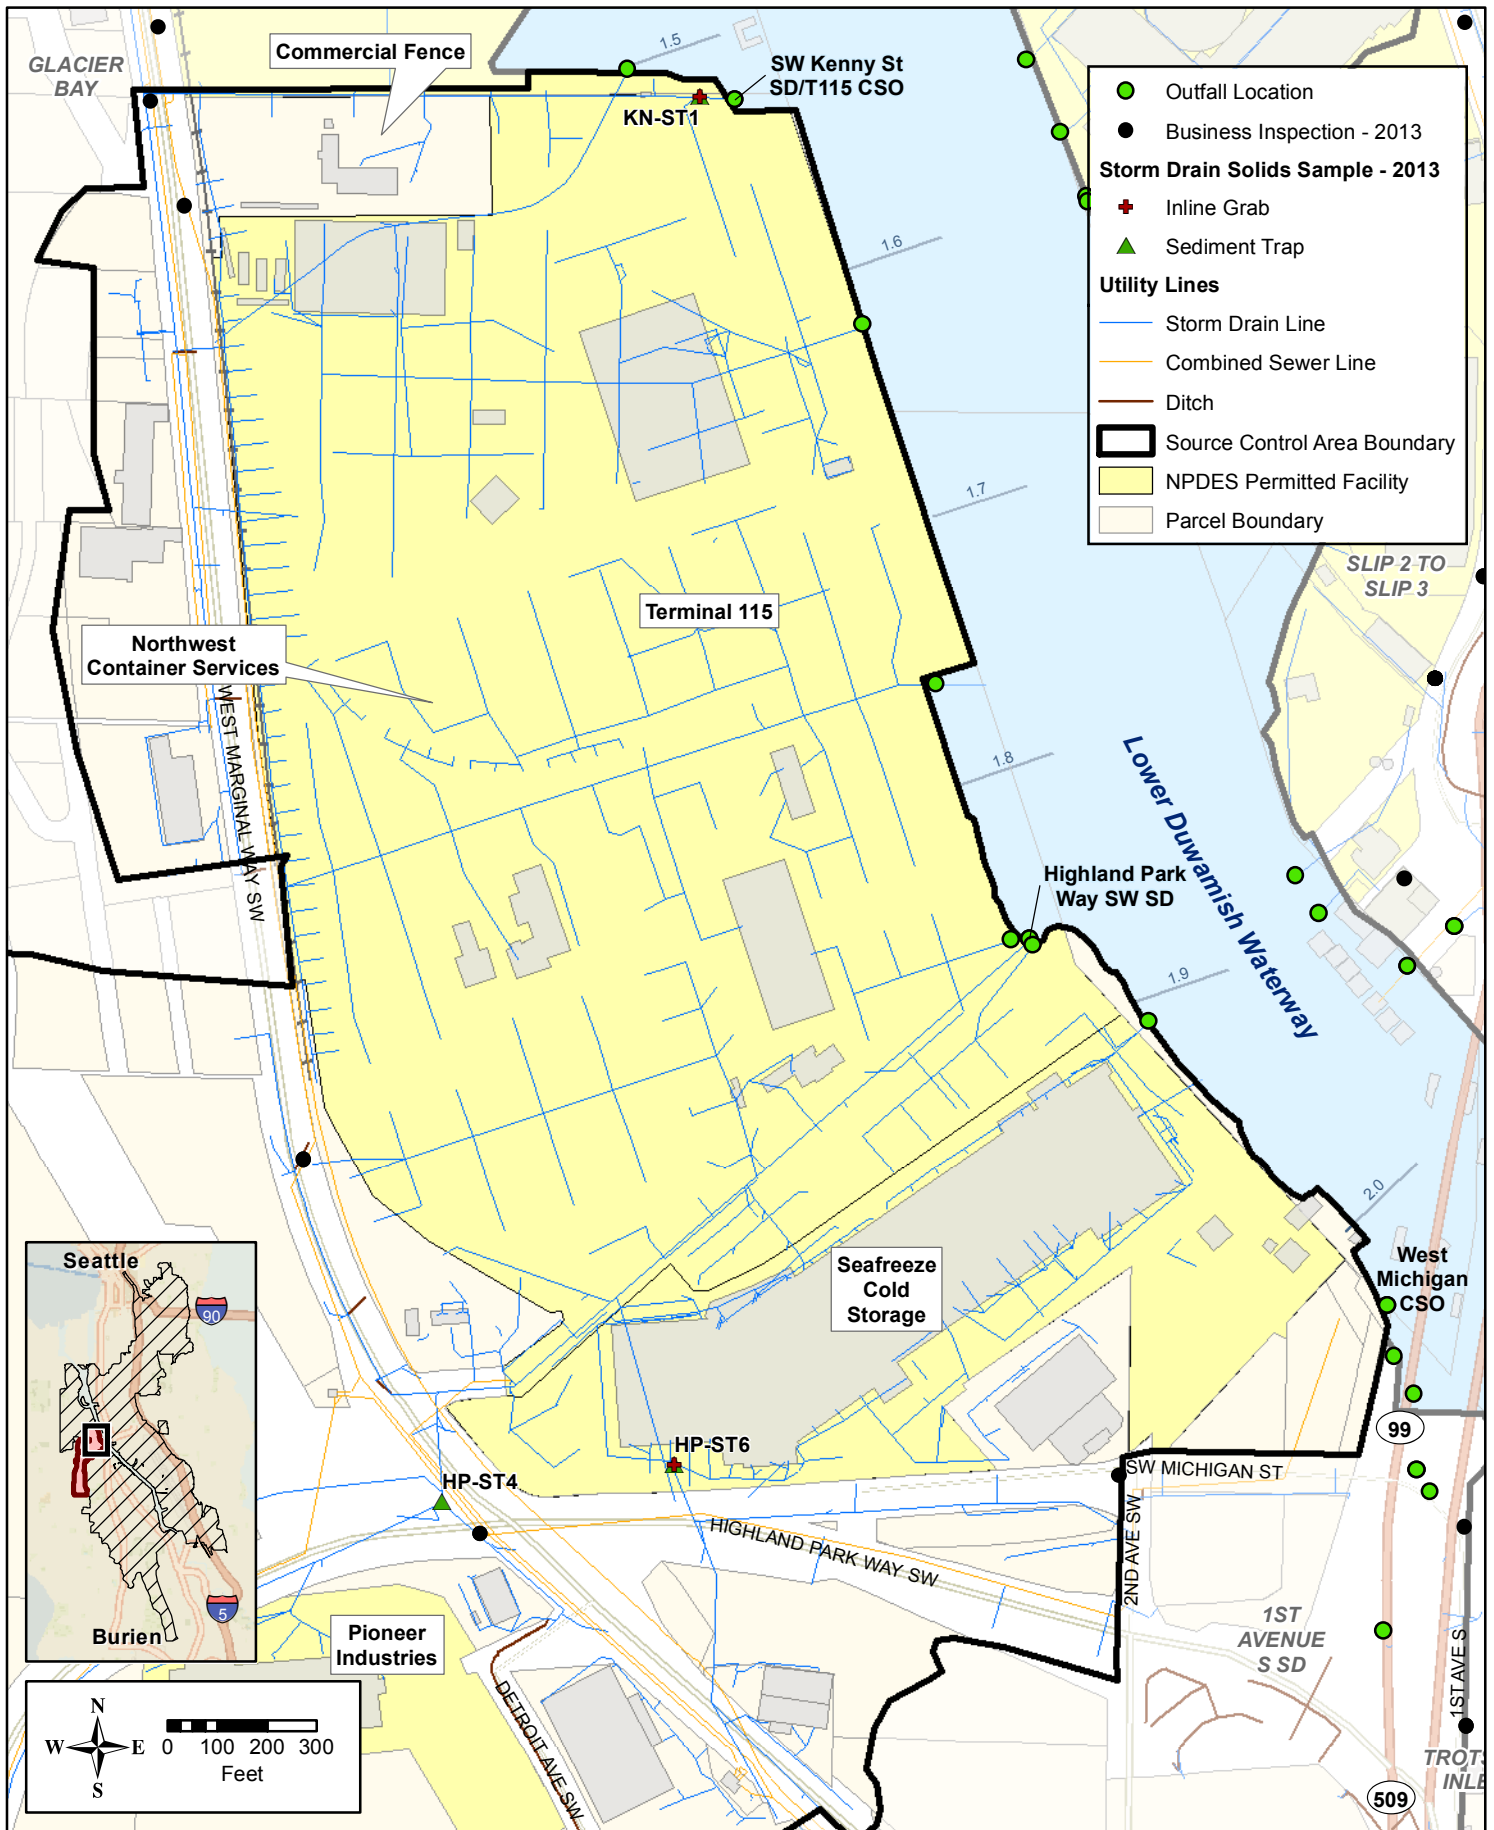 GLACIER
BAY
Commercial Fence
1.5
SW Kenny St
SD/T115 CSO
KN-ST1
Outfall Location
Business Inspection - 2013
Storm Drain Solids Sample - 2013
Inline Grab
Sediment Trap
Utility Lines
Storm Drain Line
Combined Sewer Line
Ditch
Source Control Area Boundary
NPDES Permitted Facility
Parcel Boundary
1.6
1.7
SLIP 2 TO
SLIP 3
Terminal 115
Northwest
Container Services
WEST MARGINAL WAY SW
1.8
Lower Duwamish Waterway
Highland Park
Way SW SD
1.9
2.0
Seafreeze
Cold
Storage
West
Michigan
CSO
Seattle
90
5
Burien
99
HP-ST6
HP-ST4
SW MICHIGAN ST
HIGHLAND PARK WAY SW
2ND AVE SW
1ST
AVENUE
S SD
1ST AVE S
Pioneer
Industries
DETROIT AVE SW
N
W E
S
0 100 200 300
Feet
TROTS
INLE
509